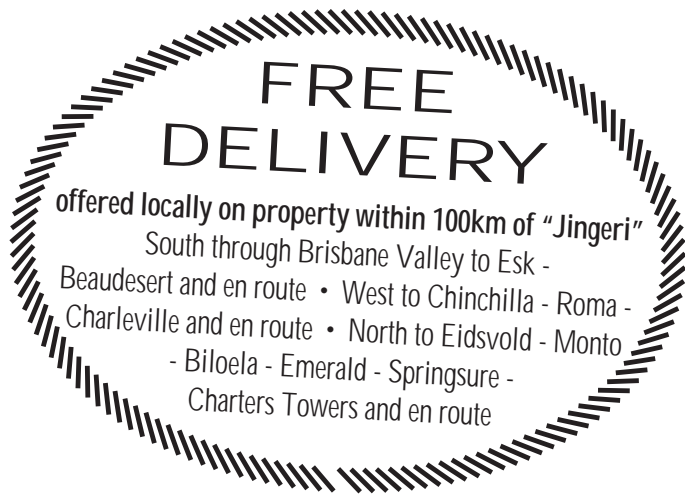 FREE
DELIVERY
offered locally on property within 100km of “Jingeri”
South through Brisbane Valley to Esk -
Beaudesert and en route • West to Chinchilla - Roma -
Charleville and en route • North to Eidsvold - Monto
- Biloela - Emerald - Springsure -
Charters Towers and en route